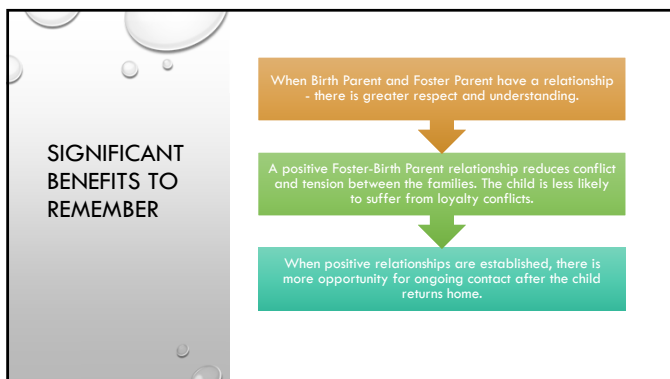 SIGNIFICANT
BENEFITS TO
REMEMBER
When Birth Parent and Foster Parent have a relationship
- there is greater respect and understanding.
A positive Foster-Birth Parent relationship reduces conflict
and tension between the families. The child is less likely
to suffer from loyalty conflicts.
When positive relationships are established, there is
more opportunity for ongoing contact after the child
returns home.